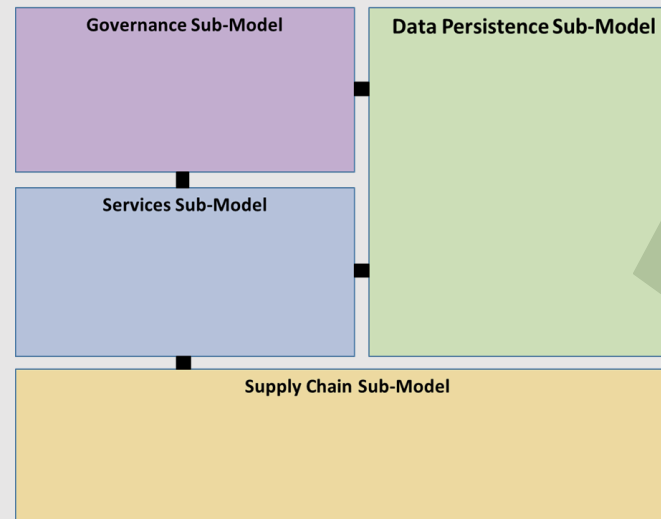 Governance Sub-Model
Data Persistence Sub-Model
Services Sub-Model
Supply Chain Sub-Model